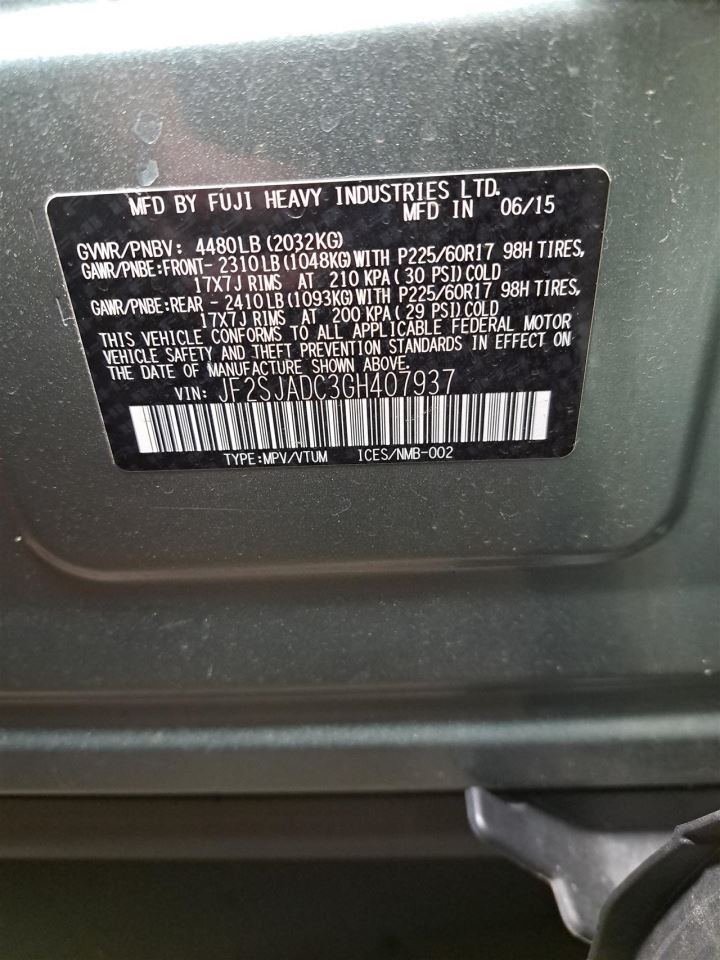 MFD BY FUJI HEAVY INDUSTRIES LTD.
MFD IN 06/15
GVWR/PNBV: 4480LB(2032KG)
GAWR/PNBE:FRONT- 2310LB(1048KG)WITH P225/60R17 98H TIRES,
17X7J RIMS AT 210 KPA( 30 PSI)COLD
GAWR/PNBE:REAR - 2410LB(1093KG)WITH P225/60R17 98H TIRES,
17X7J RIMS AT 200 KPA( 29 PSI)COLD
THIS VEHICLE CONFORMS TO ALL APPLICABLE FEDERAL MOTOR
VEHICLE SAFETY AND THEFT PREVENTION STANDARDS IN EFFECT ON
THE DATE OF MANUFACTURE SHOWN ABOVE.
VIN: JF2SJADC3GH407937
TYPE:MPV/VTUM ICES/NMB-002